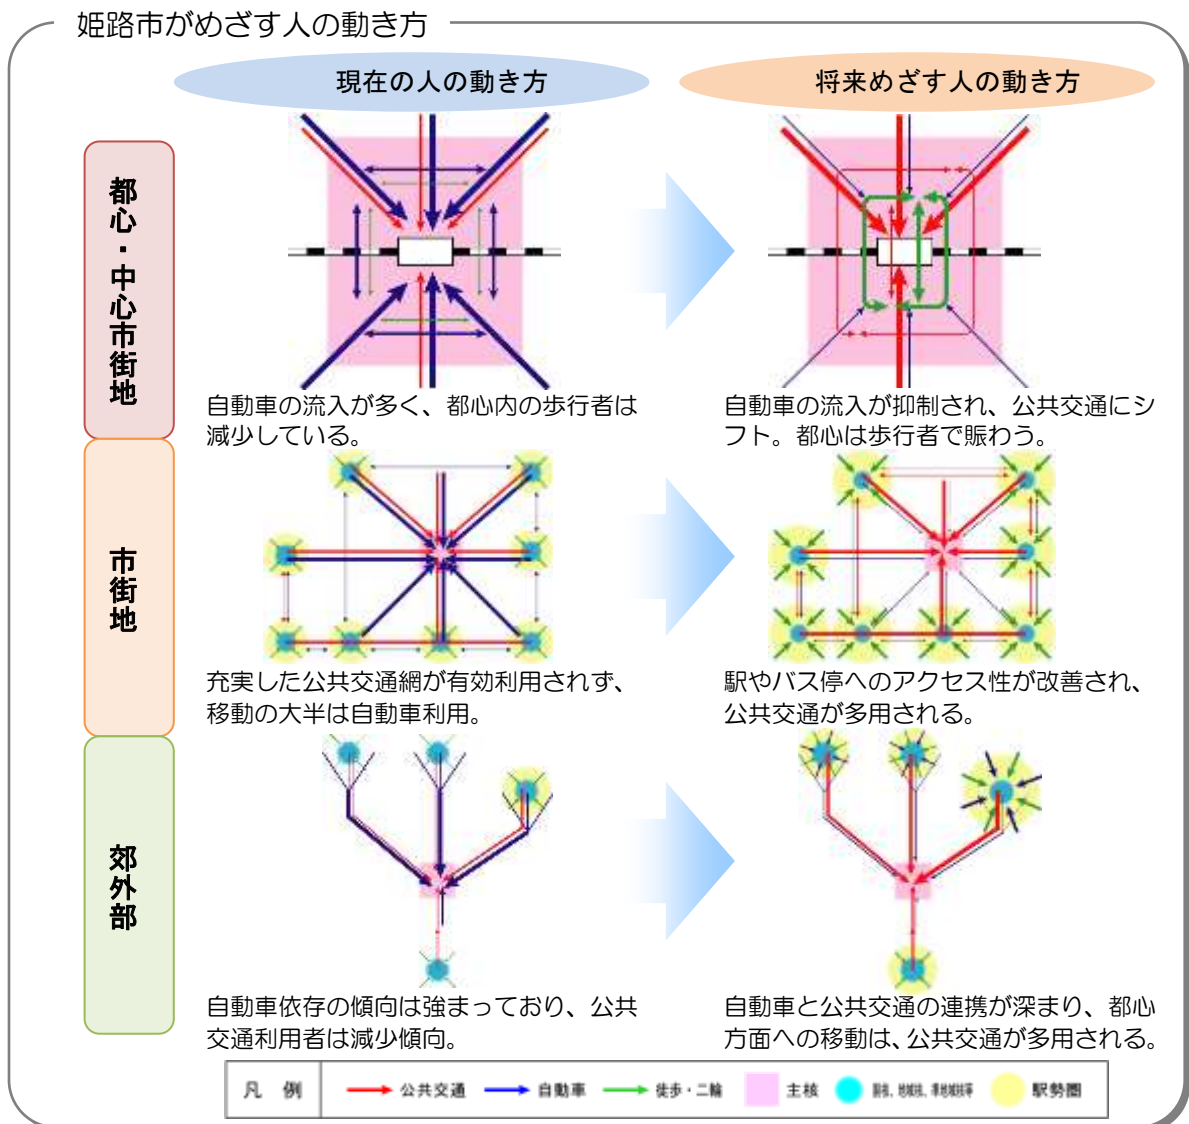 姫路市がめざす人の動き方
現在の人の動き方
将来めざす人の動き方
都心・中心市街地
自動車の流入が多く、都心内の歩行者は
減少している。
自動車の流入が抑制され、公共交通にシ
フト。都心は歩行者で賑わう。
市街地
充実した公共交通網が有効利用されず、
移動の大半は自動車利用。
駅やバス停へのアクセス性が改善され、
公共交通が多用される。
郊外部
自動車依存の傾向は強まっており、公共
交通利用者は減少傾向。
自動車と公共交通の連携が深まり、都心
方面への移動は、公共交通が多用される。
凡 例
公共交通
自動車
徒歩・二輪
主核
駅勢圏